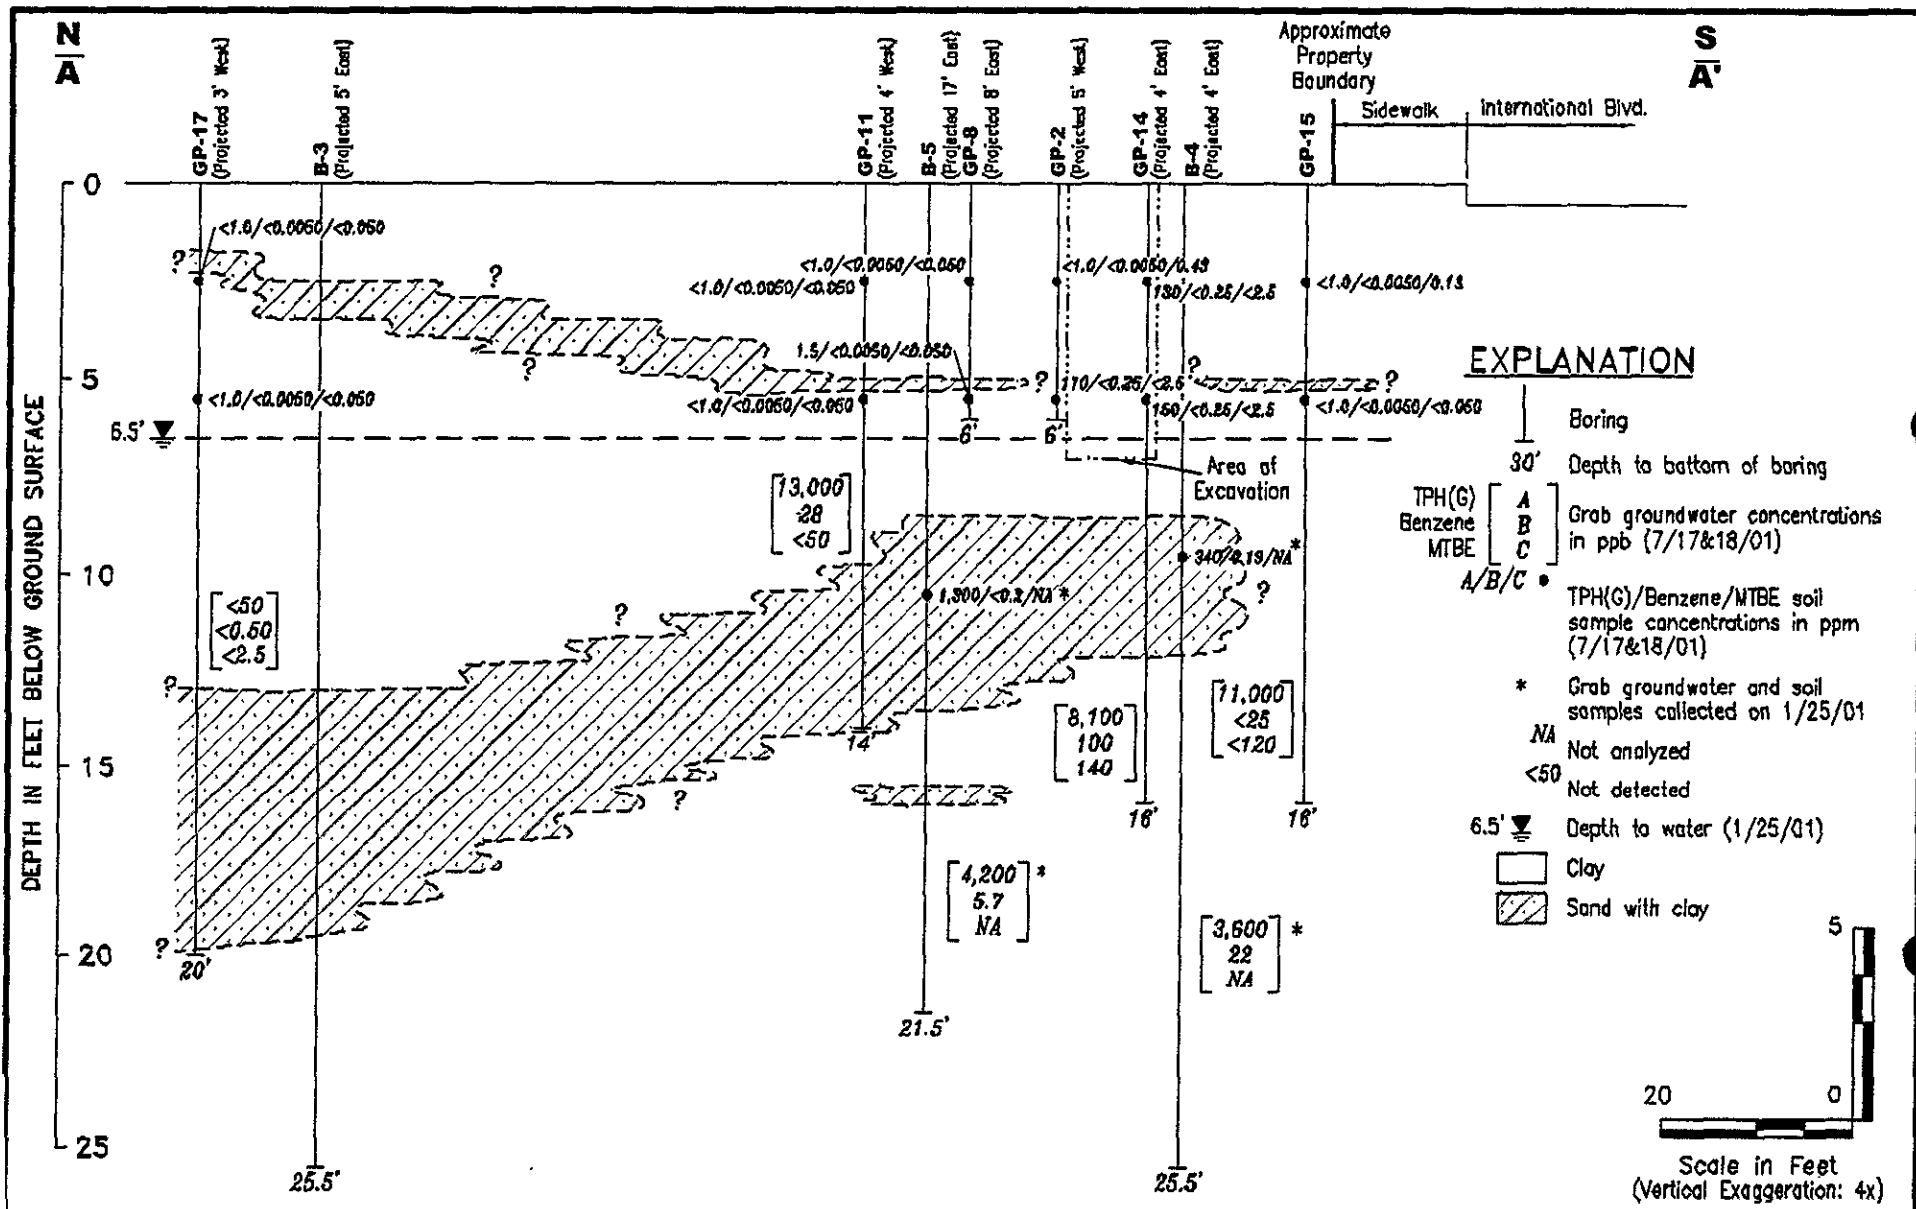 N
A
S
A'
GP-17
(Projected 3' West)
B-3
(Projected 5' East)
GP-11
(Projected 4' West)
B-5
(Projected 17' East)
GP-8
(Projected 8' East)
GP-2
(Projected 5' West)
GP-14
(Projected 4' East)
B-4
(Projected 4' East)
GP-15
Approximate
Property
Boundary
Sidewalk
International Blvd.
DEPTH IN FEET BELOW GROUND SURFACE
0
5
10
15
20
25
6.5'
<1.0/<0.0050/<0.050
<1.0/<0.0050/<0.050
<1.0/<0.0050/<0.050
<1.0/<0.0050/<0.050
<1.0/<0.0050/0.43
130/<0.25/<2.5
<1.0/<0.0050/0.13
1.5/<0.0050/<0.050
<1.0/<0.0050/<0.050
110/<0.25/<2.5
150/<0.25/<2.5
<1.0/<0.0050/<0.050
?
?
?
?
?
?
?
?
?
?
?
?
6'
6'
Area of
Excavation
13,000
28
<50
<50
<0.50
<2.5
340/0.19/NA *
1,300/<0.2/NA *
11,000
<25
<120
8,100
100
140
14
16'
16'
4,200 *
5.7
NA
3,600 *
22
NA
20'
21.5'
25.5'
25.5'
EXPLANATION
Boring
30' Depth to bottom of boring
TPH(G) A
Benzene B
MTBE C
Grab groundwater concentrations
in ppb (7/17&18/01)
A/B/C
TPH(G)/Benzene/MTBE soil
sample concentrations in ppm
(7/17&18/01)
* Grab groundwater and soil
samples collected on 1/25/01
NA Not analyzed
<50 Not detected
6.5' Depth to water (1/25/01)
Clay
Sand with clay
5
20 0
Scale in Feet
(Vertical Exaggeration: 4x)